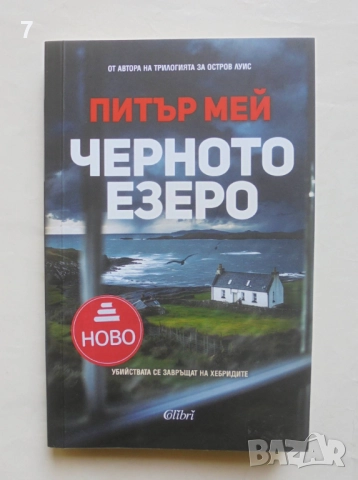 7
ОТ АВТОРА НА ТРИЛОГИЯТА ЗА ОСТРОВ ЛУИС
ПИТЪР МЕЙ
ЧЕРНОТО
ЕЗЕРО
НОВО
УБИЙСТВАТА СЕ ЗАВРЪЩАТ НА ХЕБРИДИТЕ
Colibri
BAZAR
bg